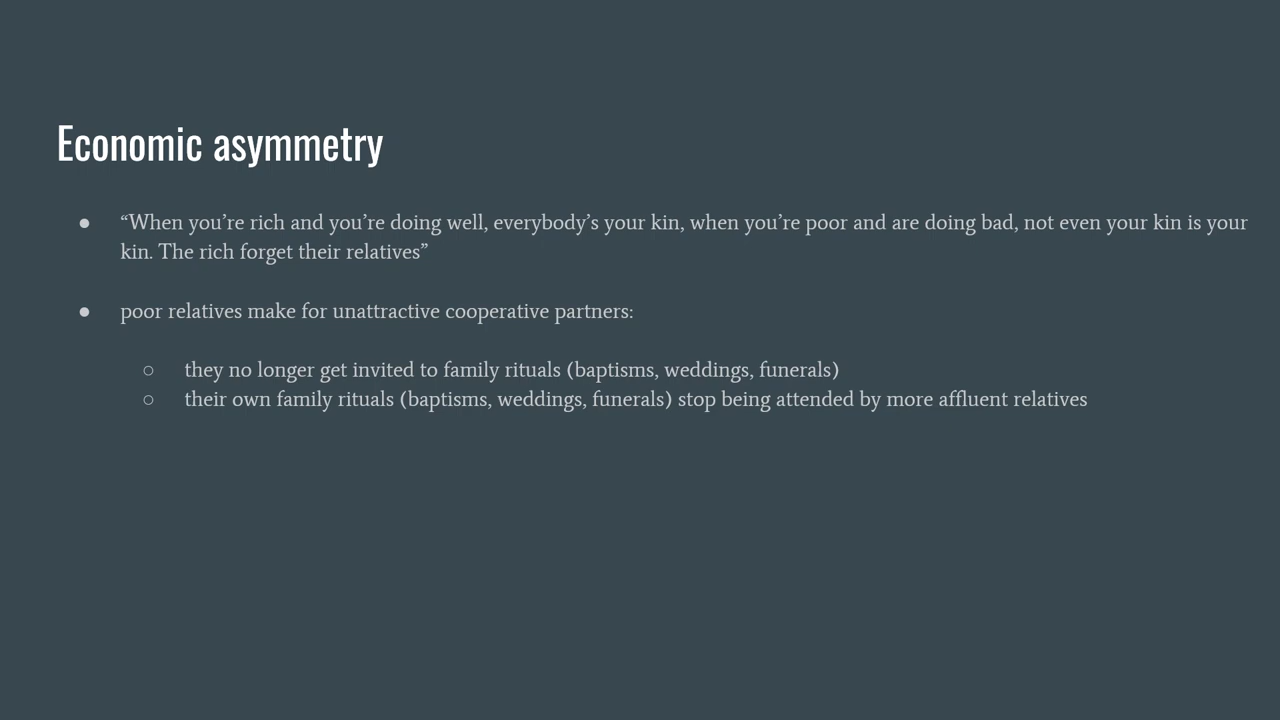 Economic asymmetry
● “When you’re rich and you’re doing well, everybody’s your kin, when you’re poor and are doing bad, not even your kin is your
kin. The rich forget their relatives”
● poor relatives make for unattractive cooperative partners:
○ they no longer get invited to family rituals (baptisms, weddings, funerals)
○ their own family rituals (baptisms, weddings, funerals) stop being attended by more affluent relatives